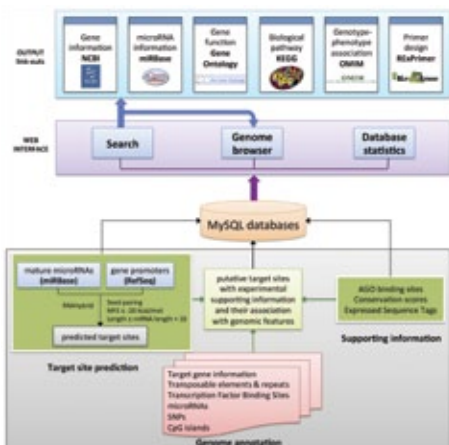 OUTPUT
link-outs
Gene
information
NCBI
microRNA
information
miRBase
Gene
function
Gene
Ontology
Biological
pathway
KEGG
Genotype-
phenotype
association
OMIM
Primer
design
RExPrimer
WEB
INTERFACE
Search
Genome
browser
Database
statistics
MySQL databases
mature microRNAs
(miRBase)
gene promoters
(RefSeq)
RNAhybrid
Seed pairing
predicted target sites
Target site prediction
putative target sites
with experimental
supporting information
and their association
with genomic features
AGO binding sites
Conservation scores
Expressed Sequence Tags
Supporting information
Target gene information
Transposable elements & repeats
Transcription Factor Binding Sites
microRNAs
SNPs
CpG islands
Genome annotation